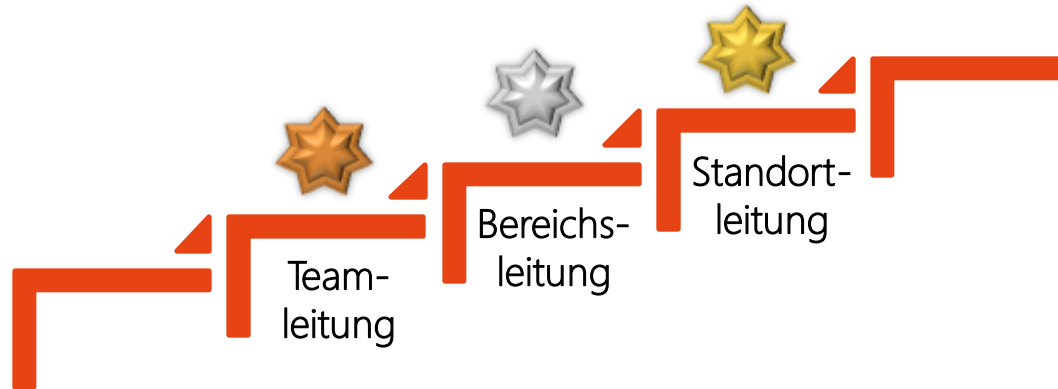 Team-
leitung
Bereichs-
leitung
Standort-
leitung